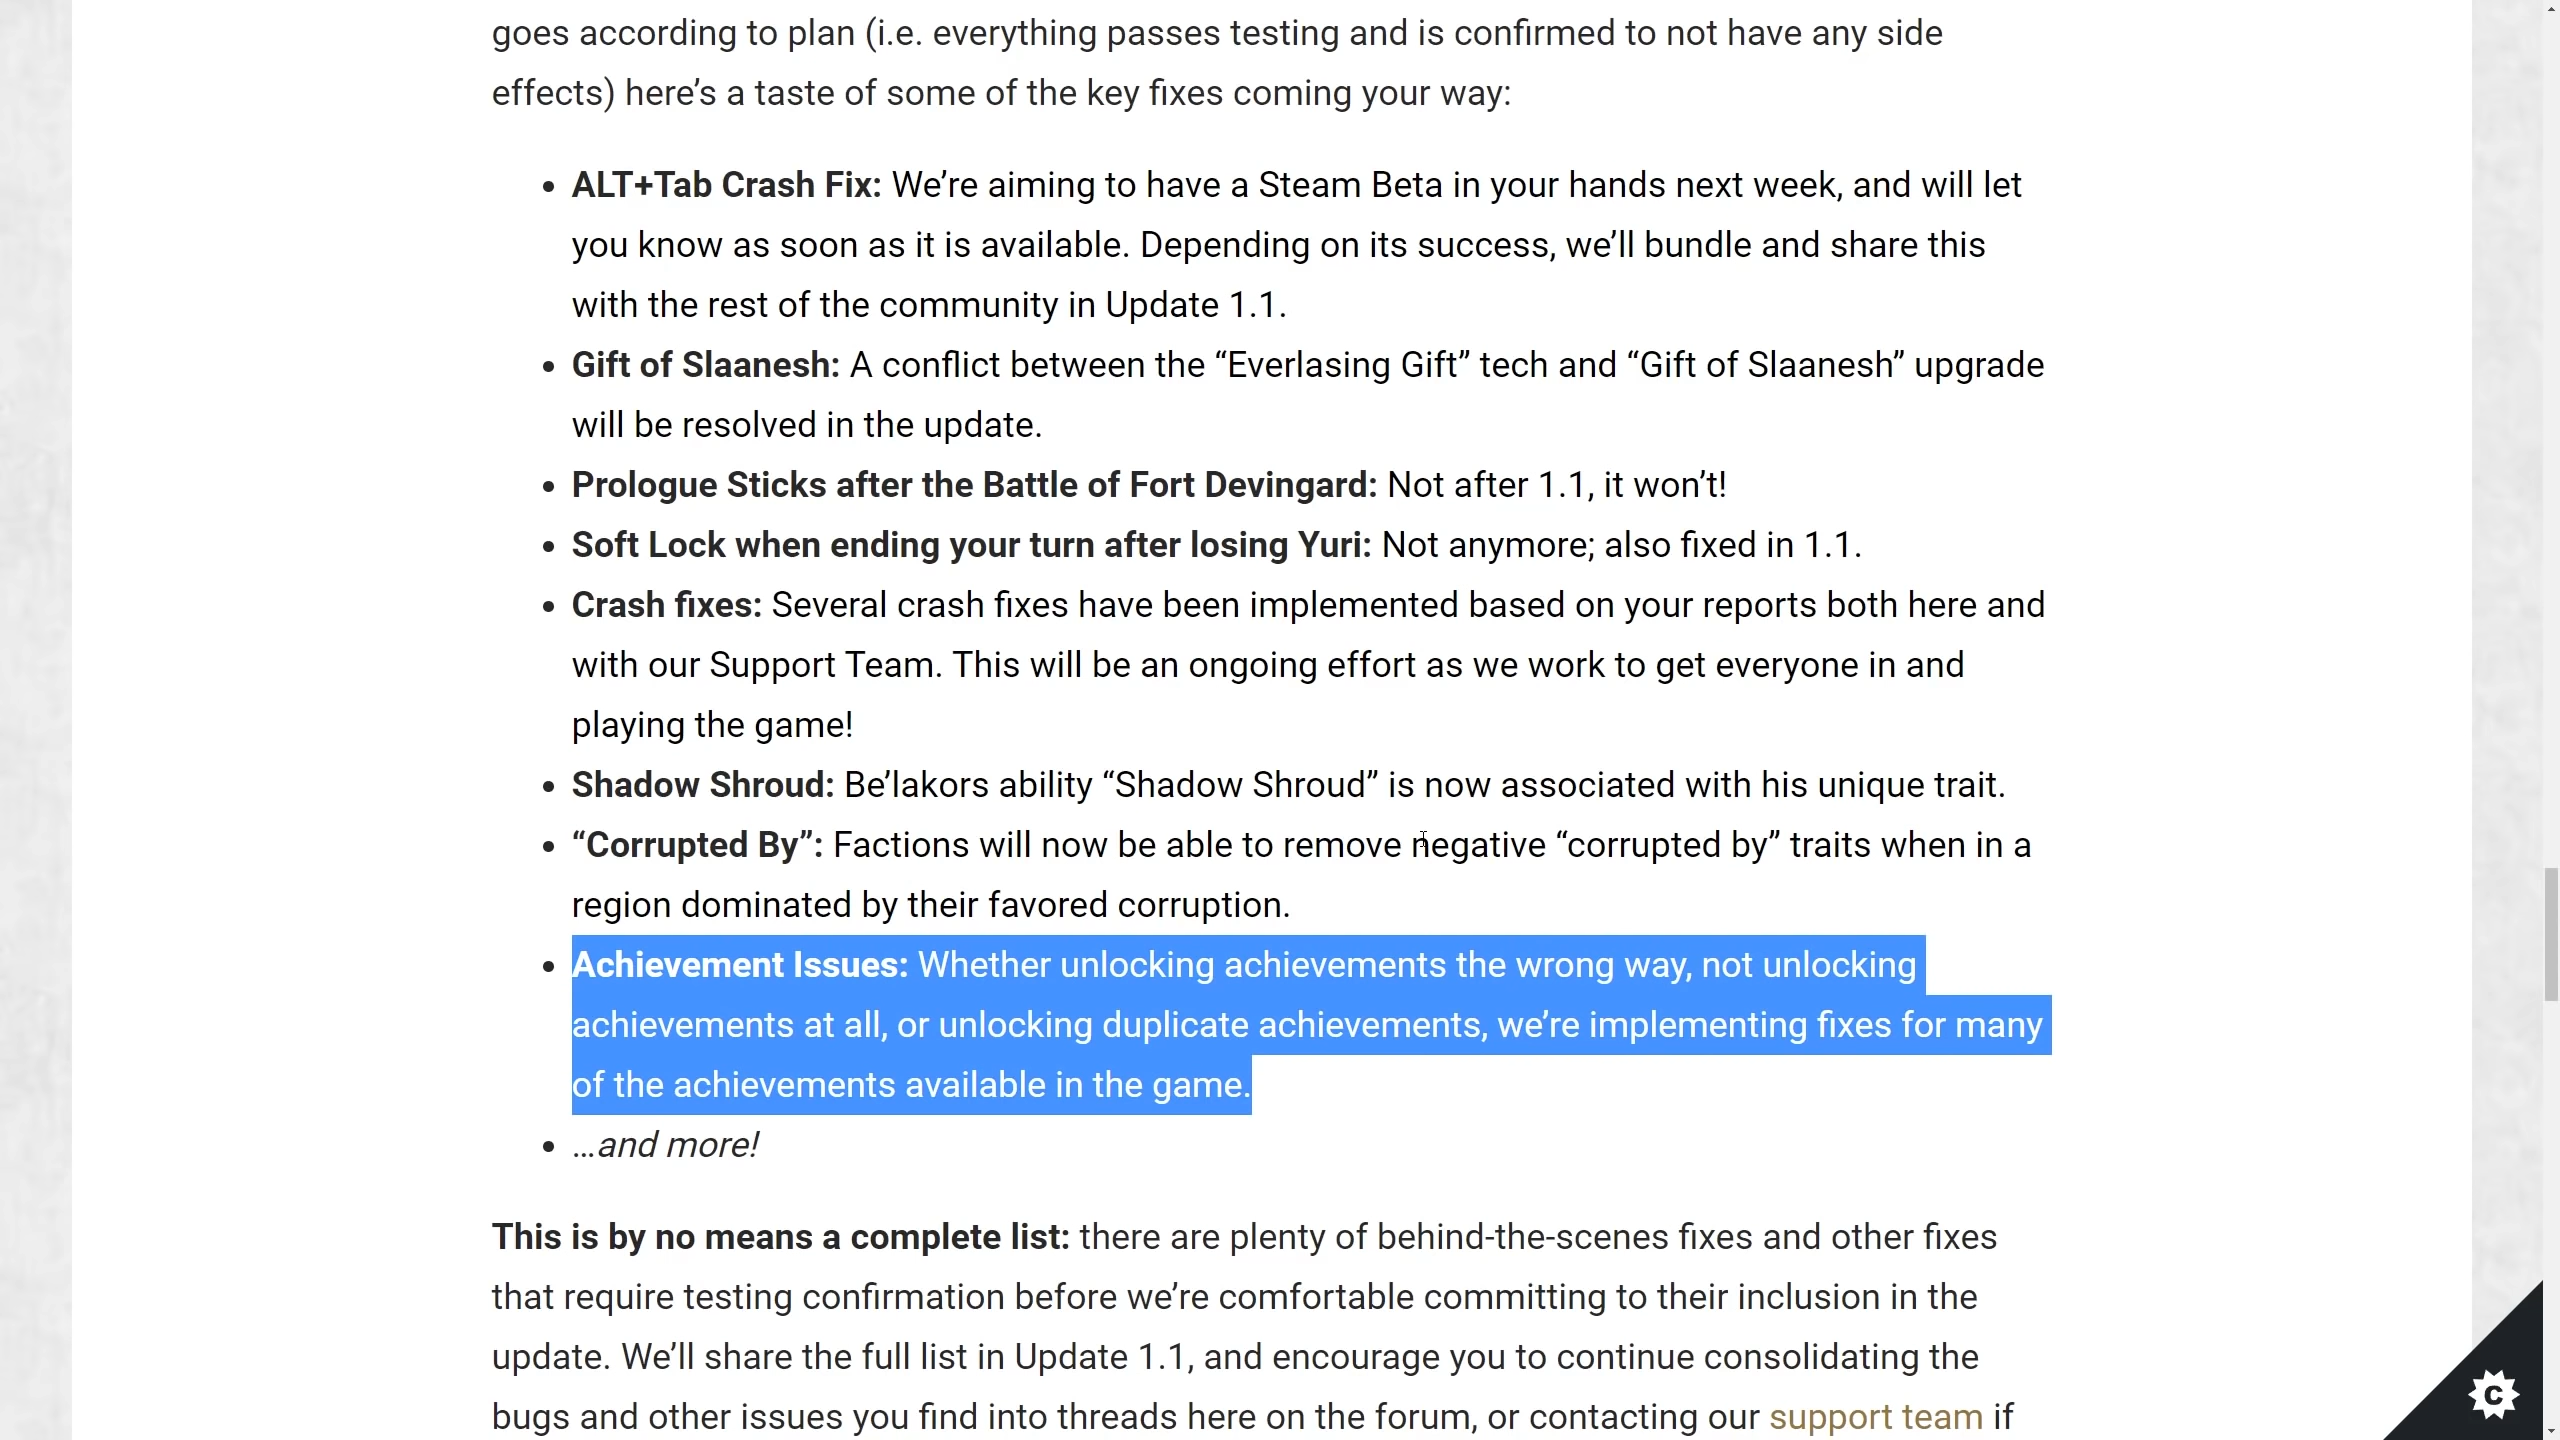 goes according to plan (i.e. everything passes testing and is confirmed to not have any side
effects) here’s a taste of some of the key fixes coming your way:
• ALT+Tab Crash Fix: We’re aiming to have a Steam Beta in your hands next week, and will let
you know as soon as it is available. Depending on its success, we’ll bundle and share this
with the rest of the community in Update 1.1.
• Gift of Slaanesh: A conflict between the “Everlasing Gift” tech and “Gift of Slaanesh” upgrade
will be resolved in the update.
• Prologue Sticks after the Battle of Fort Devingard: Not after 1.1, it won’t!
• Soft Lock when ending your turn after losing Yuri: Not anymore; also fixed in 1.1.
• Crash fixes: Several crash fixes have been implemented based on your reports both here and
with our Support Team. This will be an ongoing effort as we work to get everyone in and
playing the game!
• Shadow Shroud: Be’lakors ability “Shadow Shroud” is now associated with his unique trait.
• “Corrupted By”: Factions will now be able to remove negative “corrupted by” traits when in a
region dominated by their favored corruption.
• Achievement Issues: Whether unlocking achievements the wrong way, not unlocking
achievements at all, or unlocking duplicate achievements, we’re implementing fixes for many
of the achievements available in the game.
• …and more!
This is by no means a complete list: there are plenty of behind-the-scenes fixes and other fixes
that require testing confirmation before we’re comfortable committing to their inclusion in the
update. We’ll share the full list in Update 1.1, and encourage you to continue consolidating the
bugs and other issues you find into threads here on the forum, or contacting our support team if
C